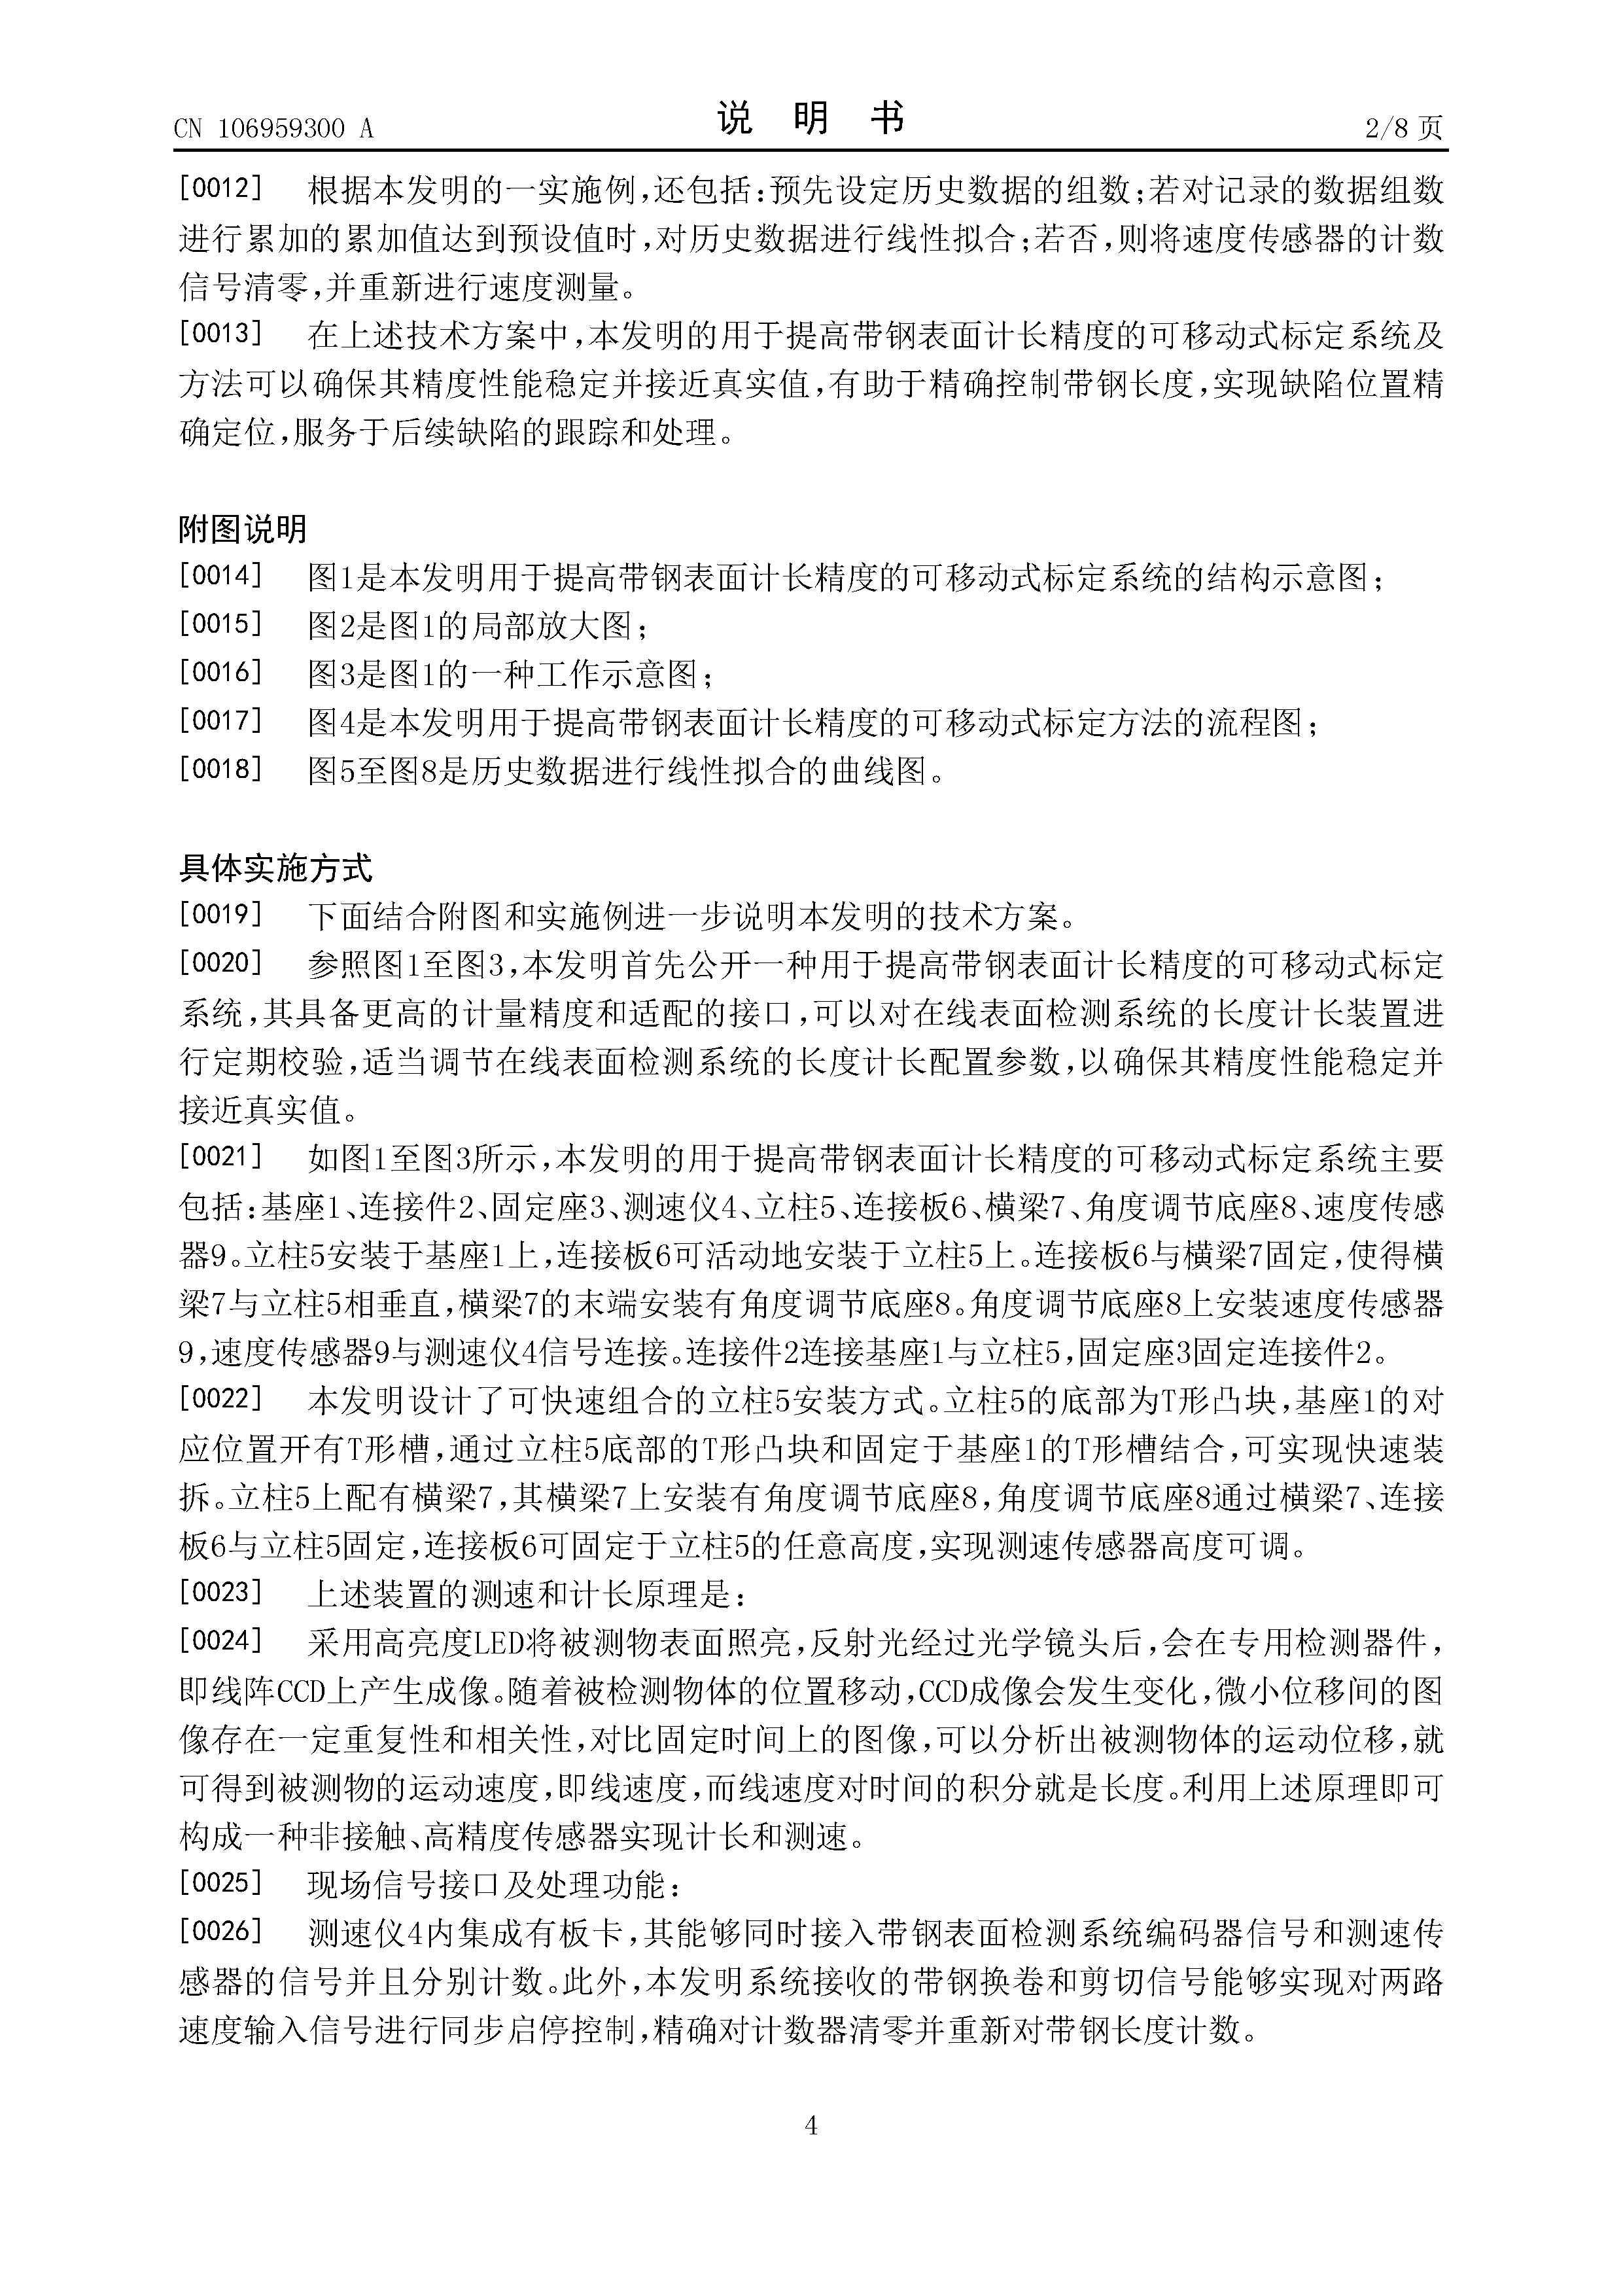 CN 106959300 A
说 明 书
2/8 页
[0012] 根据本发明的一实施例,还包括:预先设定历史数据的组数;若对记录的数据组数
进行累加的累加值达到预设值时,对历史数据进行线性拟合;若否,则将速度传感器的计数
信号清零,并重新进行速度测量。
[0013] 在上述技术方案中,本发明的用于提高带钢表面计长精度的可移动式标定系统及
方法可以确保其精度性能稳定并接近真实值,有助于精确控制带钢长度,实现缺陷位置精
确定位,服务于后续缺陷的跟踪和处理。
附图说明
[0014] 图1是本发明用于提高带钢表面计长精度的可移动式标定系统的结构示意图;
[0015] 图2是图1的局部放大图;
[0016] 图3是图1的一种工作示意图;
[0017] 图4是本发明用于提高带钢表面计长精度的可移动式标定方法的流程图;
[0018] 图5至图8是历史数据进行线性拟合的曲线图。
具体实施方式
[0019] 下面结合附图和实施例进一步说明本发明的技术方案。
[0020] 参照图1至图3,本发明首先公开一种用于提高带钢表面计长精度的可移动式标定
系统,其具备更高的计量精度和适配的接口,可以对在线表面检测系统的长度计长装置进
行定期校验,适当调节在线表面检测系统的长度计长配置参数,以确保其精度性能稳定并
接近真实值。
[0021] 如图1至图3所示,本发明的用于提高带钢表面计长精度的可移动式标定系统主要
包括:基座1、连接件2、固定座3、测速仪4、立柱5、连接板6、横梁7、角度调节底座8、速度传感
器9。立柱5安装于基座1上,连接板6可活动地安装于立柱5上。连接板6与横梁7固定,使得横
梁7与立柱5相垂直,横梁7的末端安装有角度调节底座8。角度调节底座8上安装速度传感器
9,速度传感器9与测速仪4信号连接。连接件2连接基座1与立柱5,固定座3固定连接件2。
[0022] 本发明设计了可快速组合的立柱5安装方式。立柱5的底部为T形凸块,基座1的对
应位置开有T形槽,通过立柱5底部的T形凸块和固定于基座1的T形槽结合,可实现快速装
拆。立柱5上配有横梁7,其横梁7上安装有角度调节底座8,角度调节底座8通过横梁7、连接
板6与立柱5固定,连接板6可固定于立柱5的任意高度,实现测速传感器高度可调。
[0023] 上述装置的测速和计长原理是:
[0024] 采用高亮度LED将被测物表面照亮,反射光经过光学镜头后,会在专用检测器件,
即线阵CCD上产生成像。随着被检测物体的位置移动,CCD成像会发生变化,微小位移间的图
像存在一定重复性和相关性,对比固定时间上的图像,可以分析出被测物体的运动位移,就
可得到被测物的运动速度,即线速度,而线速度对时间的积分就是长度。利用上述原理即可
构成一种非接触、高精度传感器实现计长和测速。
[0025] 现场信号接口及处理功能:
[0026] 测速仪4内集成有板卡,其能够同时接入带钢表面检测系统编码器信号和测速传
感器的信号并且分别计数。此外,本发明系统接收的带钢换卷和剪切信号能够实现对两路
速度输入信号进行同步启停控制,精确对计数器清零并重新对带钢长度计数。
4